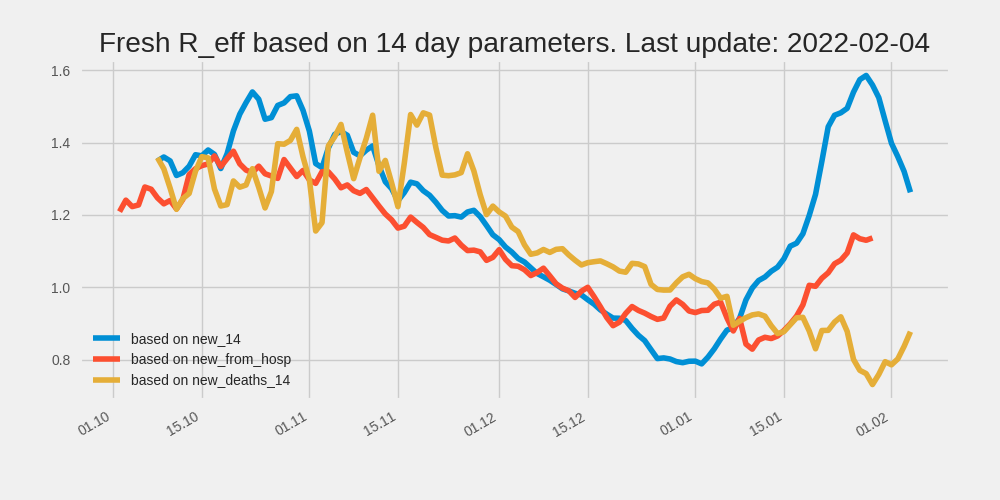 Fresh R_eff based on 14 day parameters. Last update: 2022-02-04
1.6
1.4
1.2
1.0
0.8
based on new_14
based on new_from_hosp
based on new_deaths_14
01.10 15.10 01.11 15.11 01.12 15.12 01.01 15.01 01.02